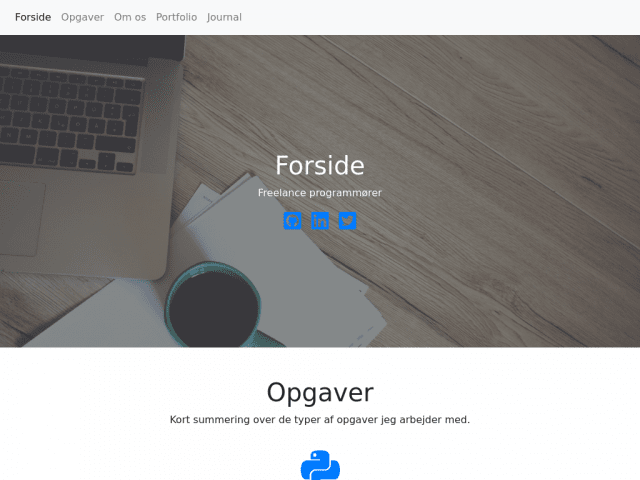 Forside Opgaver Om os Portfolio Journal
Forside
Freelance programmører
Opgaver
Kort summering over de typer af opgaver jeg arbejder med.